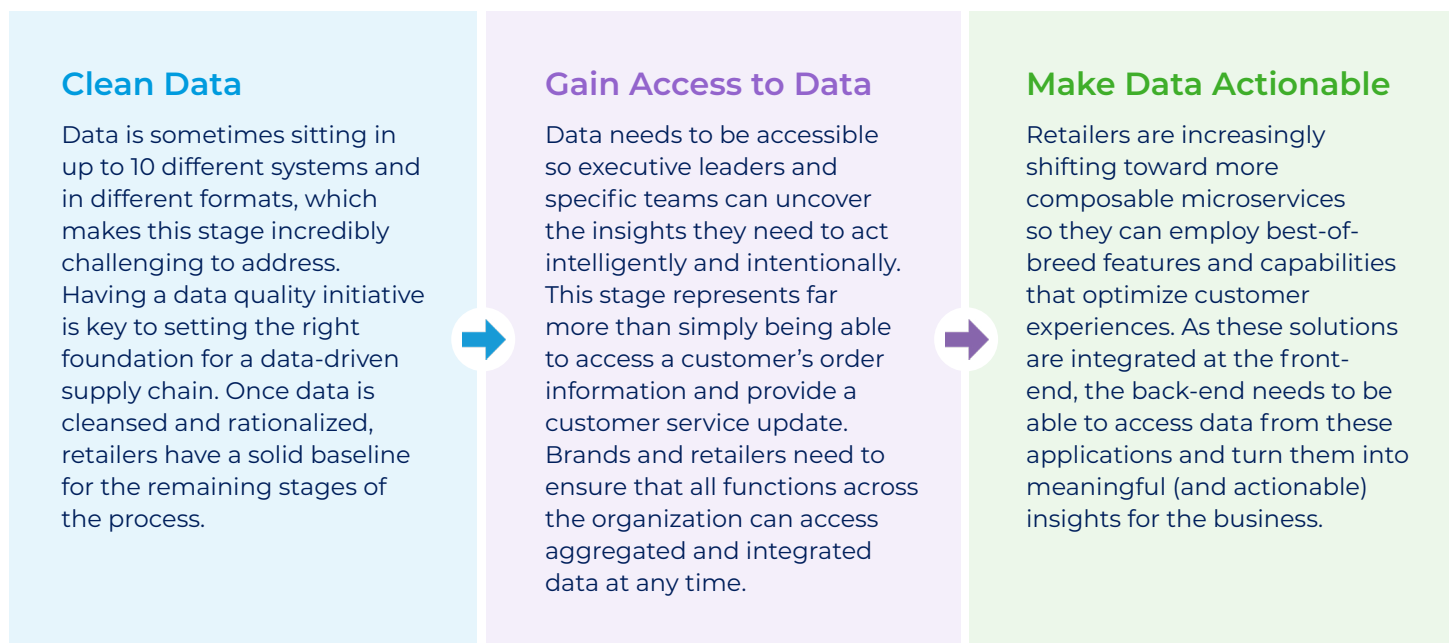 Clean Data
Data is sometimes sitting in
up to 10 different systems and
in different formats, which
makes this stage incredibly
challenging to address.
Having a data quality initiative
is key to setting the right
foundation for a data-driven
supply chain. Once data is
cleansed and rationalized,
retailers have a solid baseline
for the remaining stages of
the process.
Gain Access to Data
Data needs to be accessible
so executive leaders and
specific teams can uncover
the insights they need to act
intelligently and intentionally.
This stage represents far
more than simply being able
to access a customer’s order
information and provide a
customer service update.
Brands and retailers need to
ensure that all functions across
the organization can access
aggregated and integrated
data at any time.
Make Data Actionable
Retailers are increasingly
shifting toward more
composable microservices
so they can employ best-of-
breed features and capabilities
that optimize customer
experiences. As these solutions
are integrated at the front-
end, the back-end needs to be
able to access data from these
applications and turn them into
meaningful (and actionable)
insights for the business.